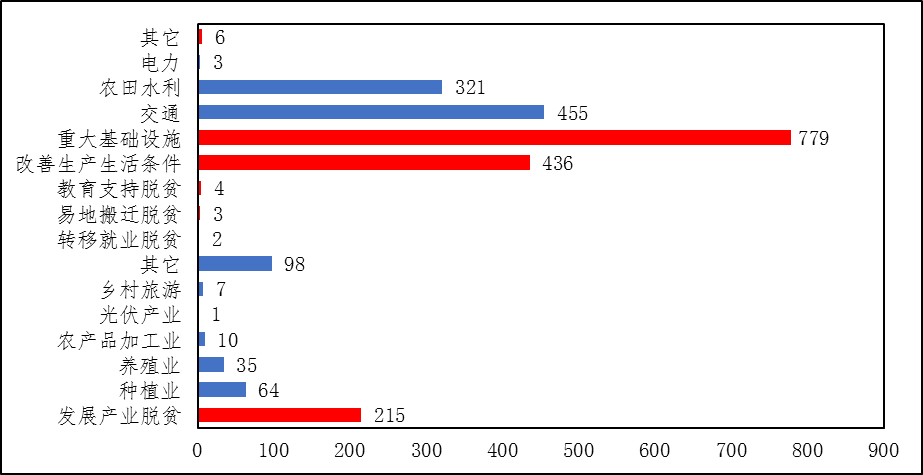 其它 6
电力 3
农田水利 321
交通 455
重大基础设施 779
改善生产生活条件 436
教育支持脱贫 4
易地搬迁脱贫 3
转移就业脱贫 2
其它 98
乡村旅游 7
光伏产业 1
农产品加工业 10
养殖业 35
种植业 64
发展产业脱贫 215
0 100 200 300 400 500 600 700 800 900